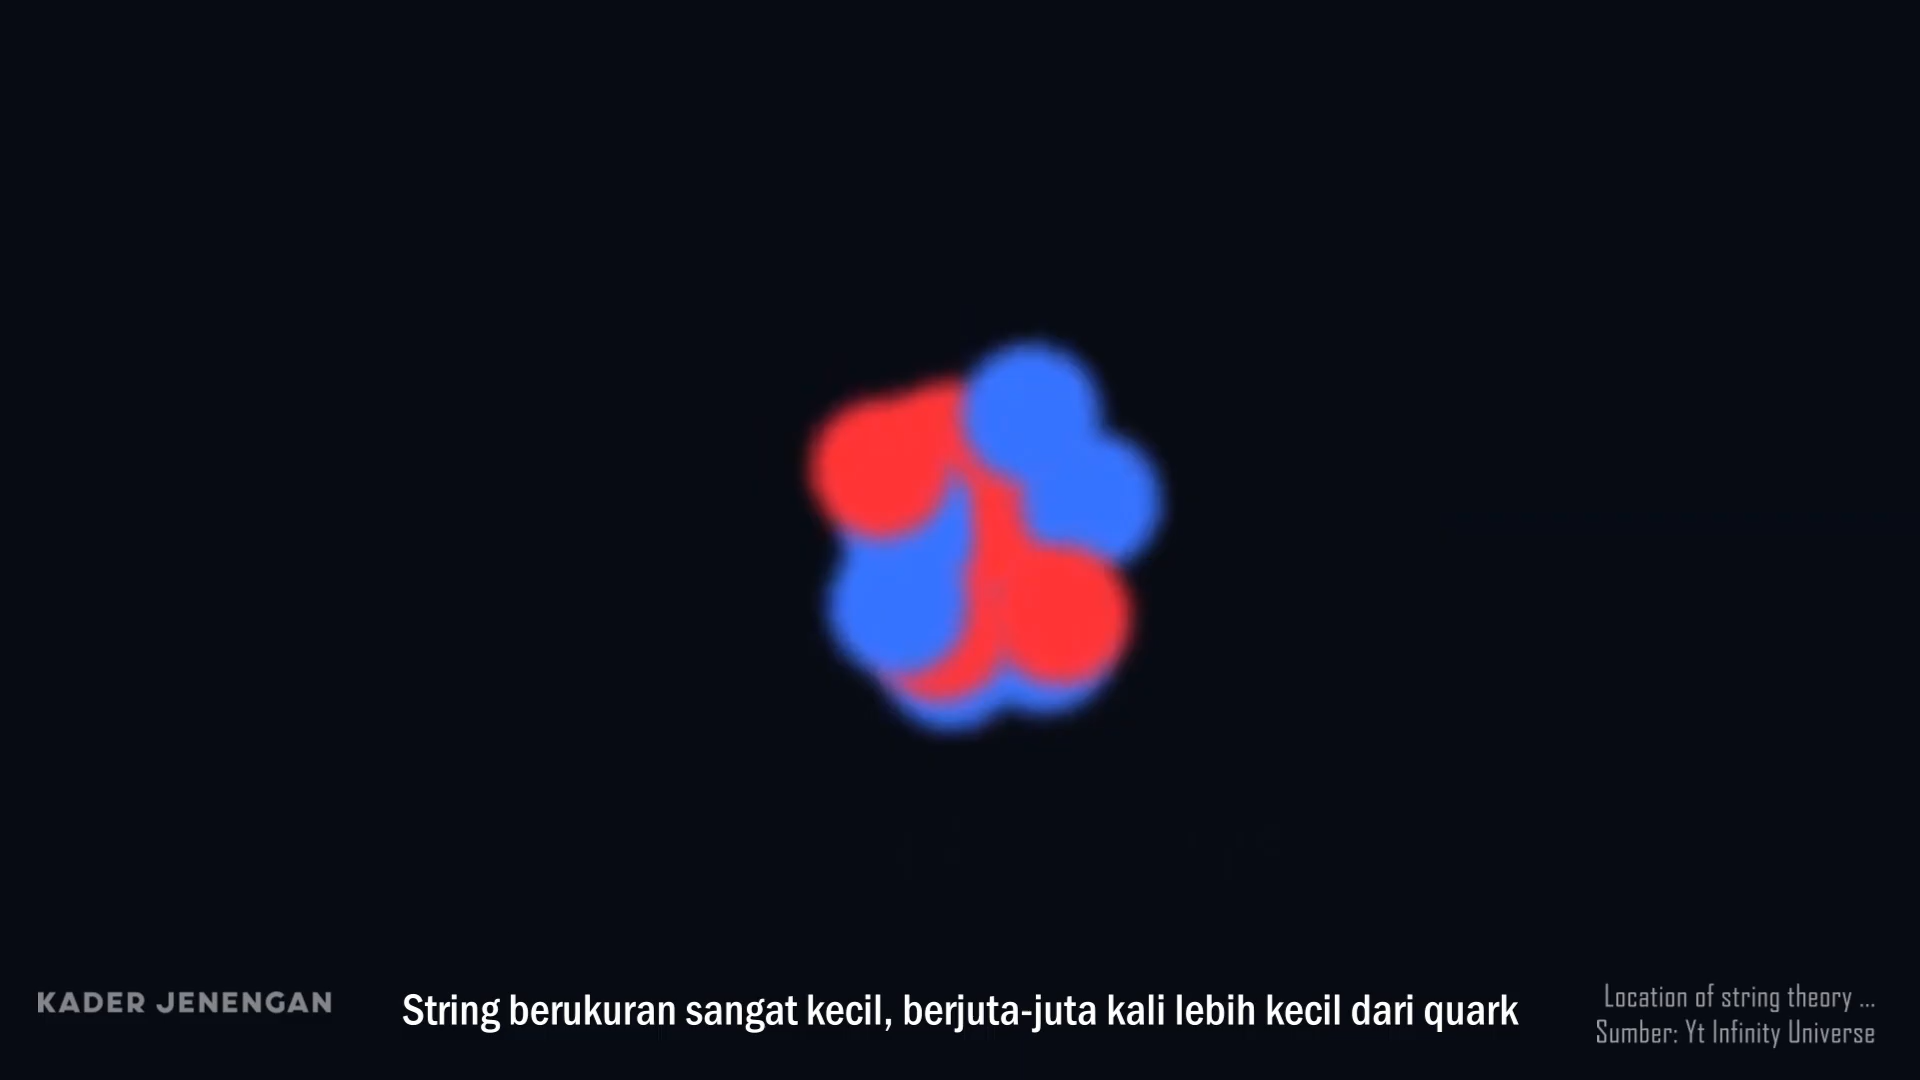 KADER JENENGAN
String berukuran sangat kecil, berjuta-juta kali lebih kecil dari quark
Location of string theory ...
Sumber: Yt Infinity Universe